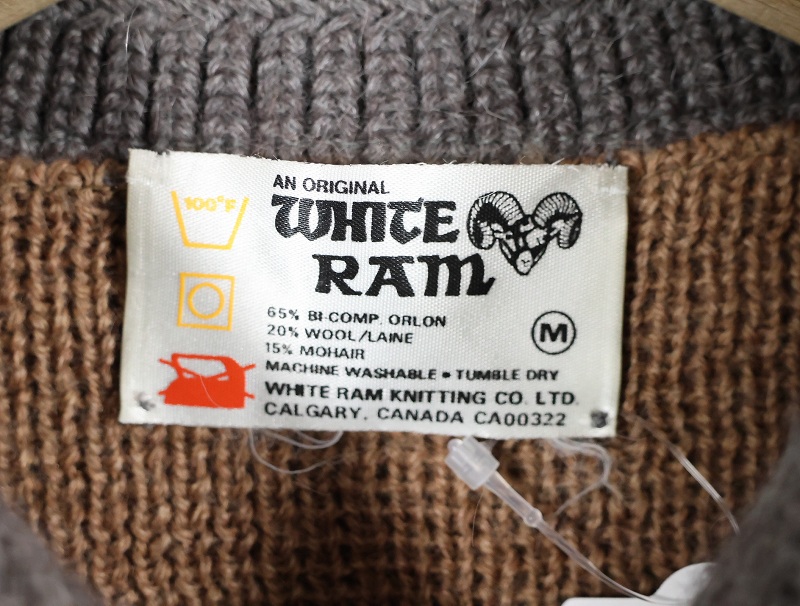 100°F
AN ORIGINAL
WHITE
RAM
65% BI-COMP. ORLON
20% WOOL/LAINE
15% MOHAIR
M
MACHINE WASHABLE • TUMBLE DRY
WHITE RAM KNITTING CO. LTD.
CALGARY, CANADA CA00322